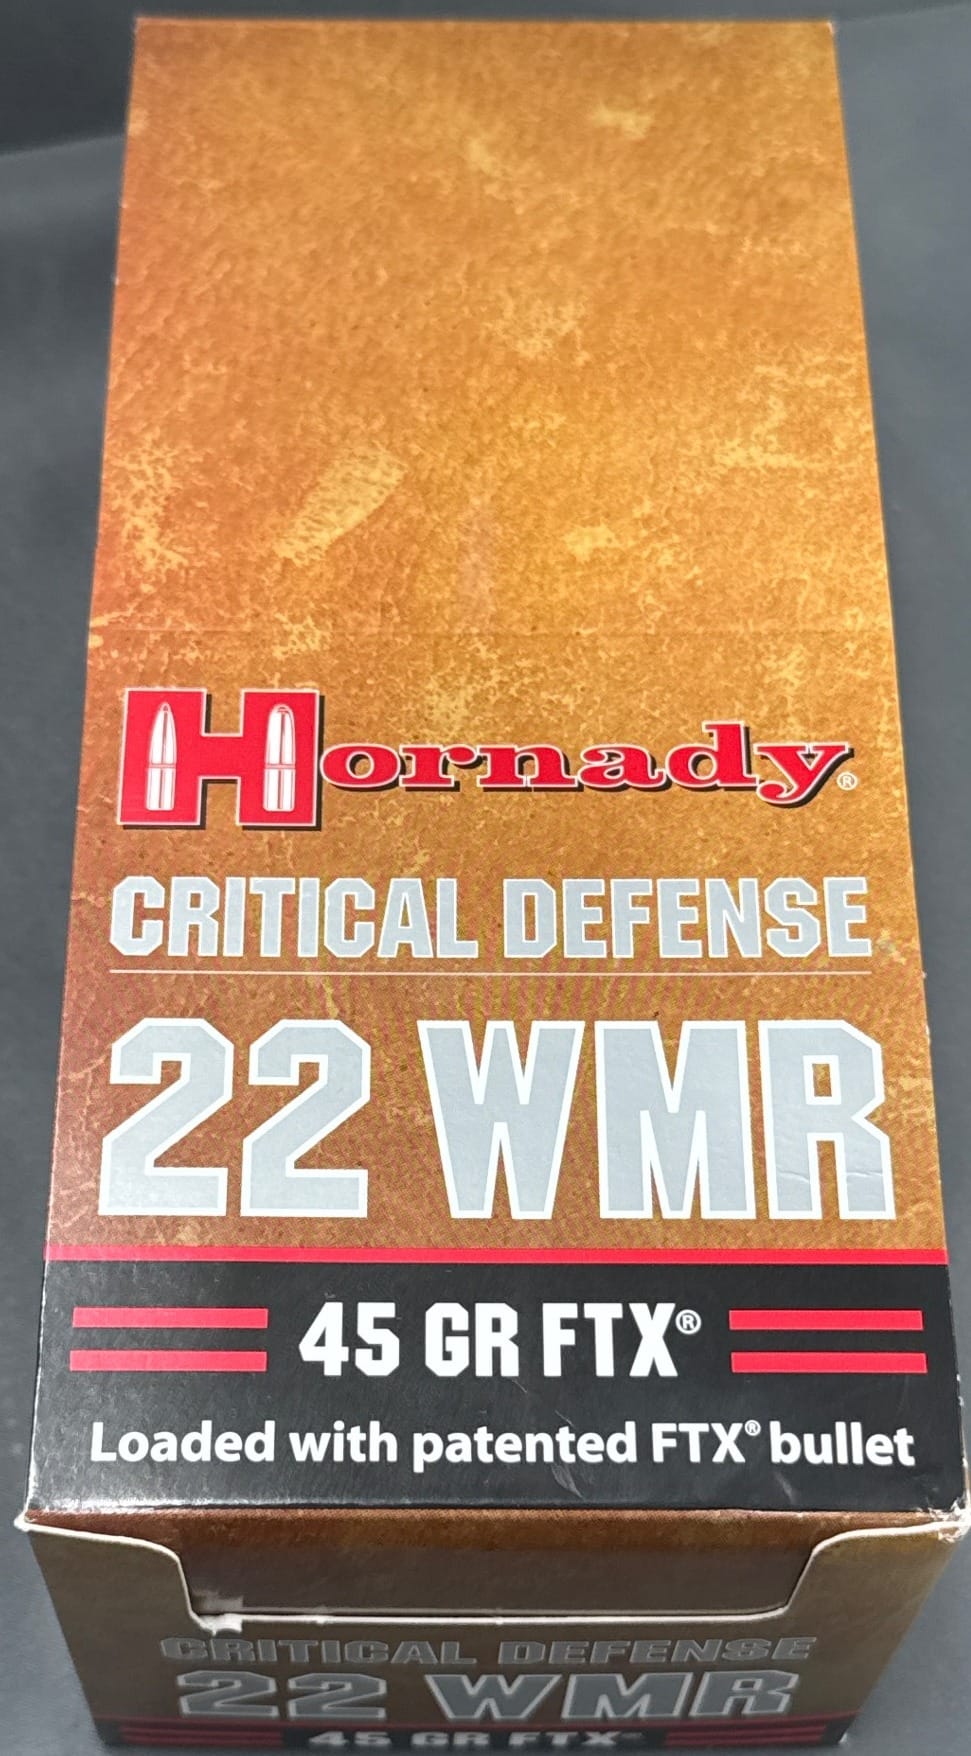 Hornady®
CRITICAL DEFENSE
22 WMR
45 GR FTX®
Loaded with patented FTX® bullet
CRITICAL DEFENSE
22 WMR
45 GR FTX®